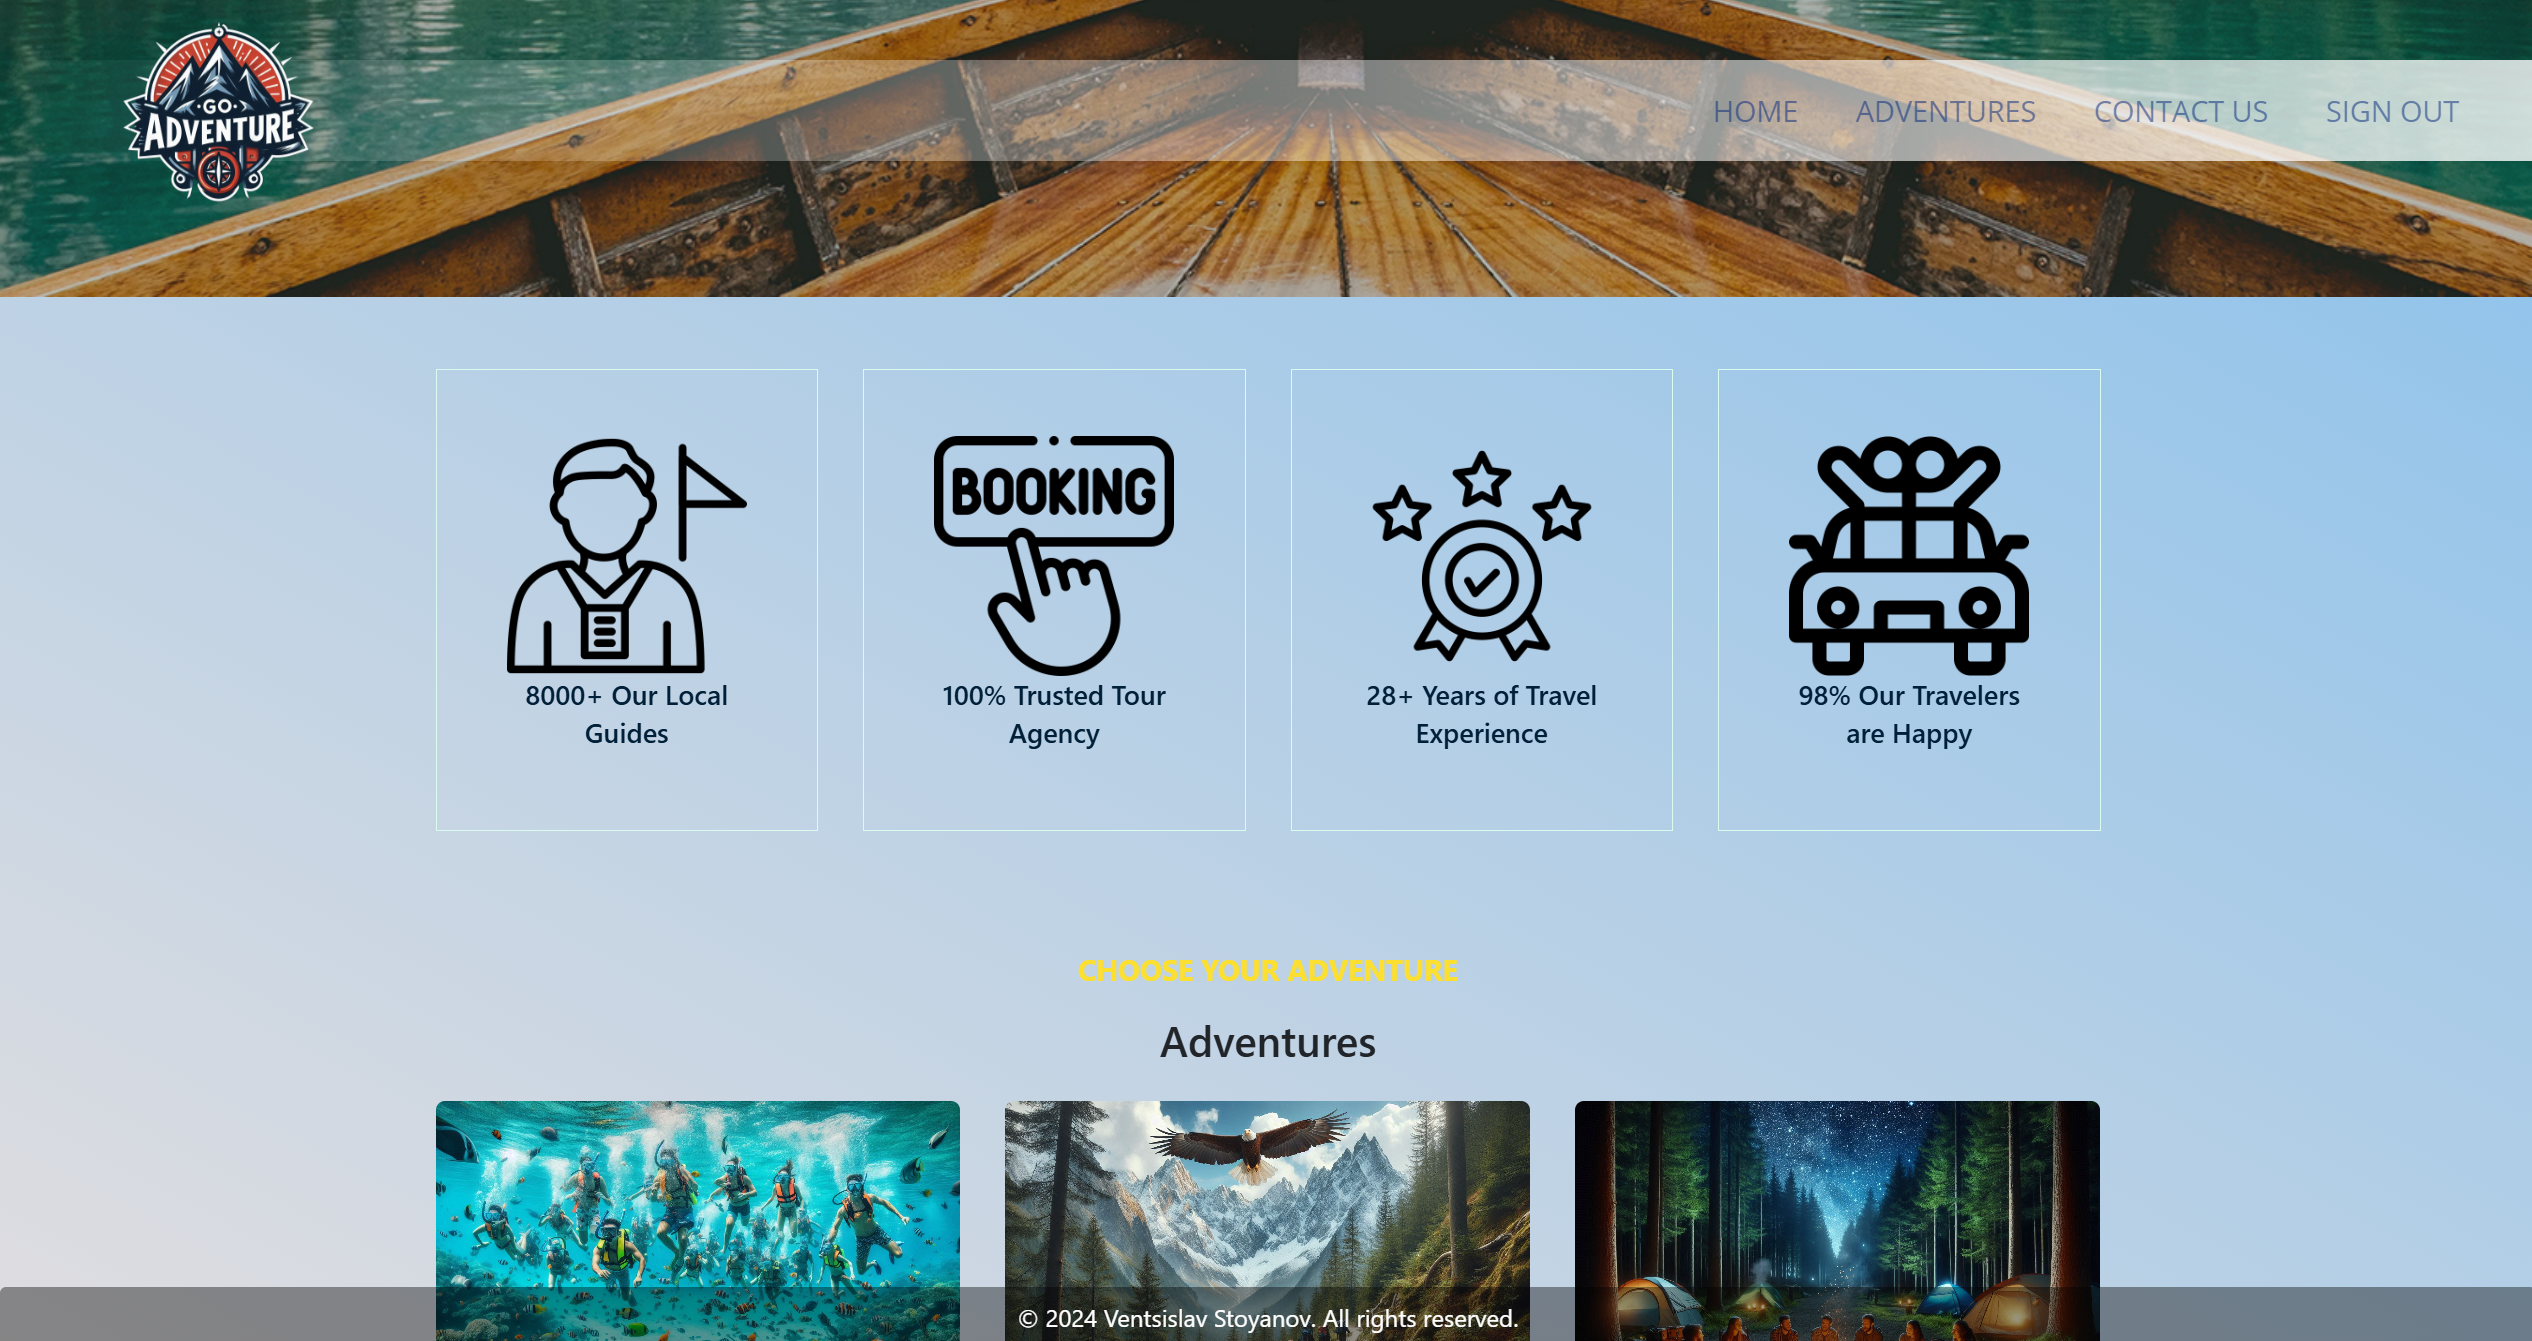 GO
ADVENTURE
HOME ADVENTURES CONTACT US SIGN OUT
BOOKING
8000+ Our Local
Guides
100% Trusted Tour
Agency
28+ Years of Travel
Experience
98% Our Travelers
are Happy
CHOOSE YOUR ADVENTURE
Adventures
© 2024 Ventsislav Stoyanov. All rights reserved.